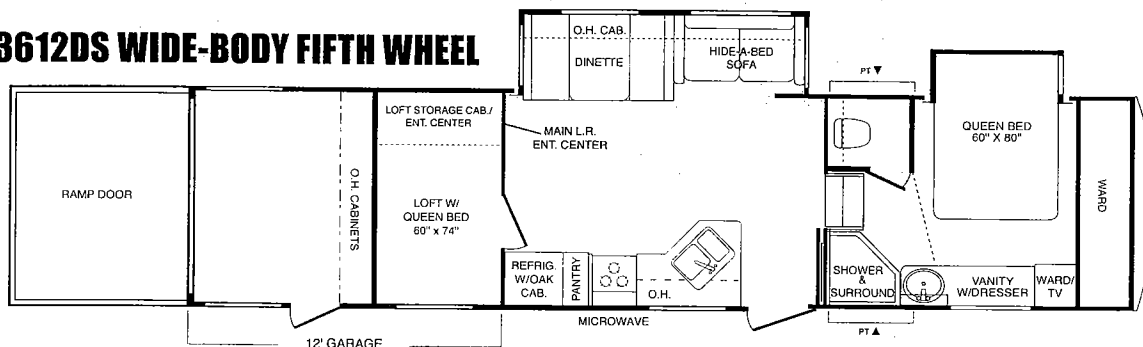 3612DS WIDE-BODY FIFTH WHEEL
O.H. CAB.
DINETTE
HIDE-A-BED
SOFA
PT ▼
QUEEN BED
60" X 80"
WARD
RAMP DOOR
O.H. CABINETS
LOFT STORAGE CAB./
ENT. CENTER
MAIN L.R.
ENT. CENTER
LOFT W/
QUEEN BED
60" x 74"
REFRIG.
W/OAK
CAB.
PANTRY
O.H.
MICROWAVE
SHOWER
&
SURROUND
VANITY
W/DRESSER
WARD/
TV
PT ▲
12' GARAGE